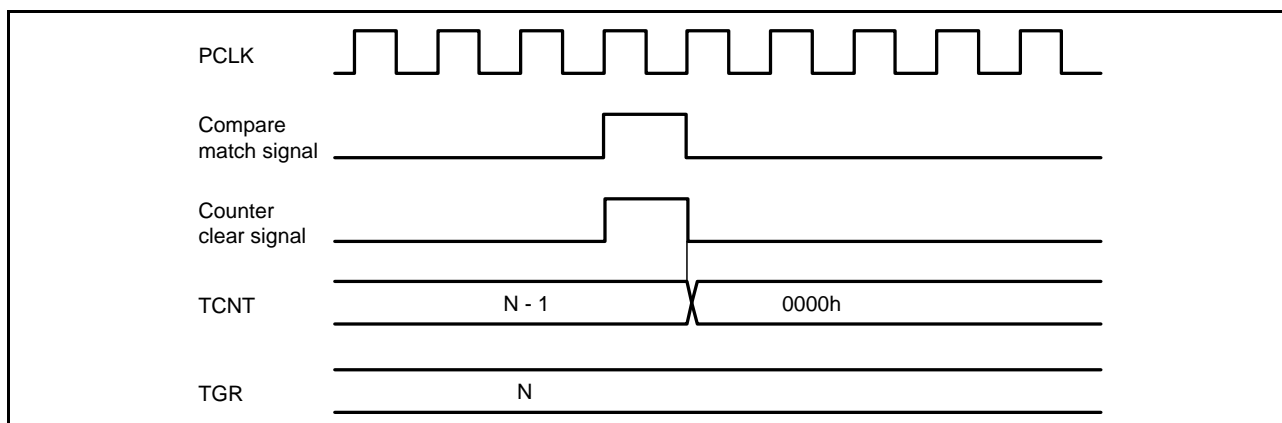 PCLK
Compare
match signal
Counter
clear signal
TCNT
N - 1
0000h
TGR
N